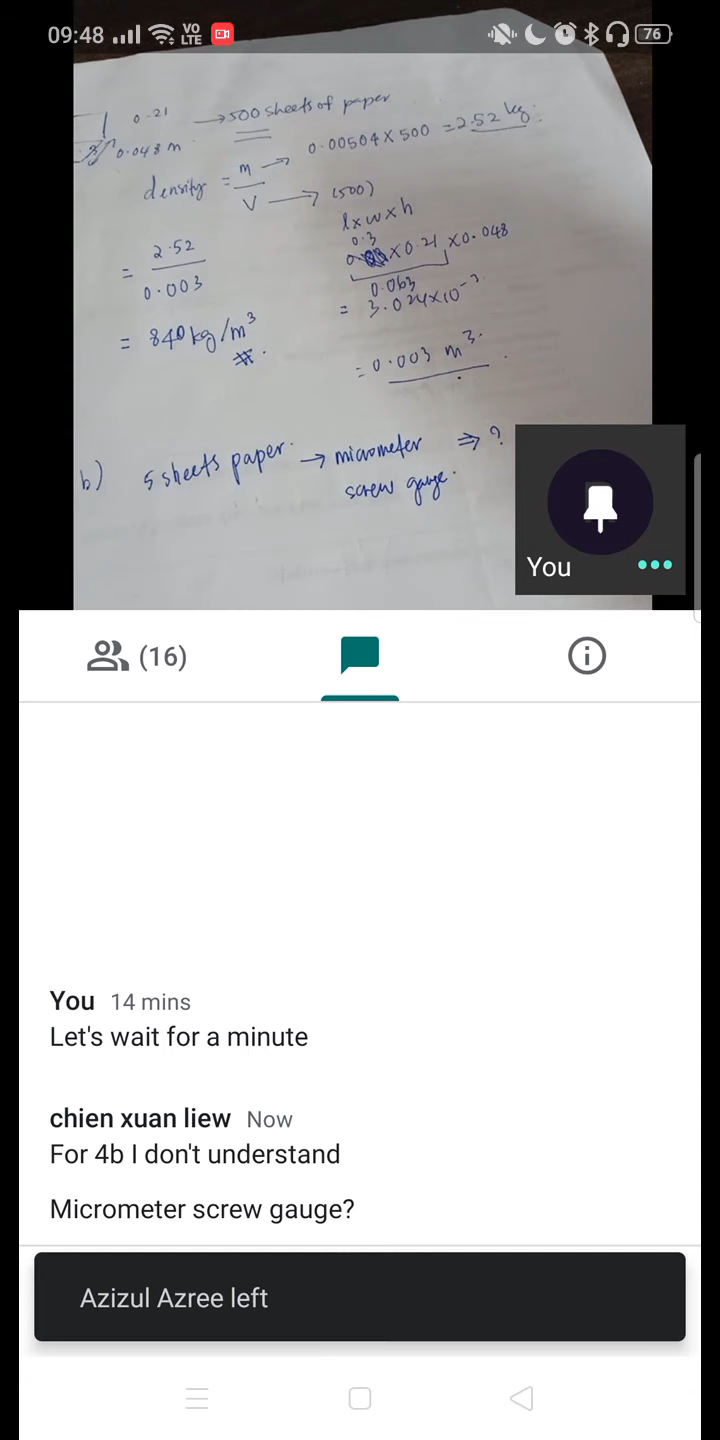 09:48 VO LTE 76
0.21 → 500 sheets of paper
0.048 m
0.00504 × 500 = 2.52 kg.
density = m/V → (500)
l × w × h
= 2.52/0.003
0.3 × 0.21 × 0.048
0.063
= 3.024 × 10⁻³
= 840 kg/m³
= 0.003 m³.
b) 5 sheets paper. → micrometer ⇒ ?
screw gauge.
You
(16)
You 14 mins
Let's wait for a minute
chien xuan liew Now
For 4b I don't understand
Micrometer screw gauge?
Azizul Azree left